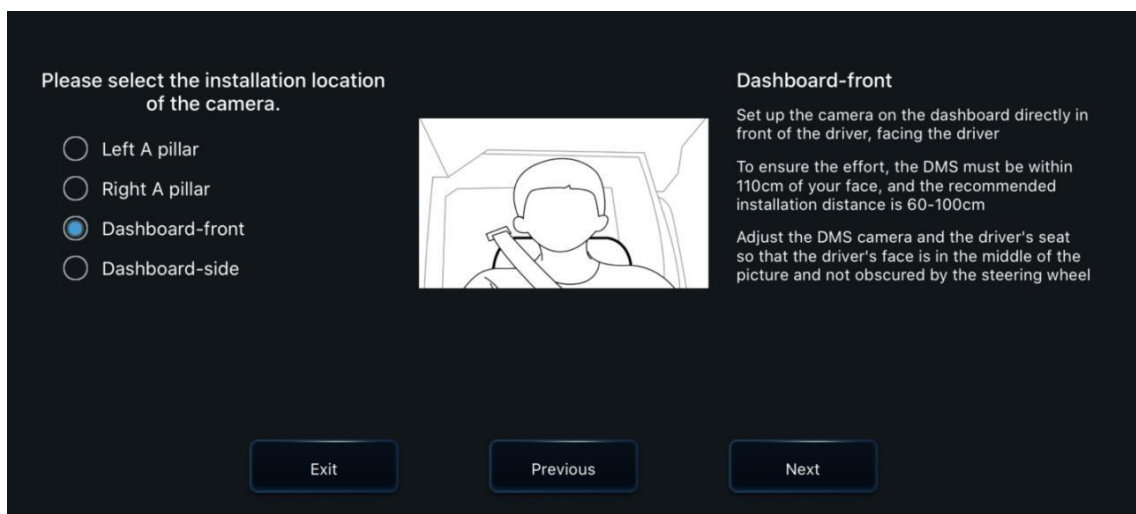 Please select the installation location
of the camera.
Left A pillar
Right A pillar
Dashboard-front
Dashboard-side
Dashboard-front
Set up the camera on the dashboard directly in
front of the driver, facing the driver
To ensure the effort, the DMS must be within
110cm of your face, and the recommended
installation distance is 60-100cm
Adjust the DMS camera and the driver's seat
so that the driver's face is in the middle of the
picture and not obscured by the steering wheel
Exit
Previous
Next